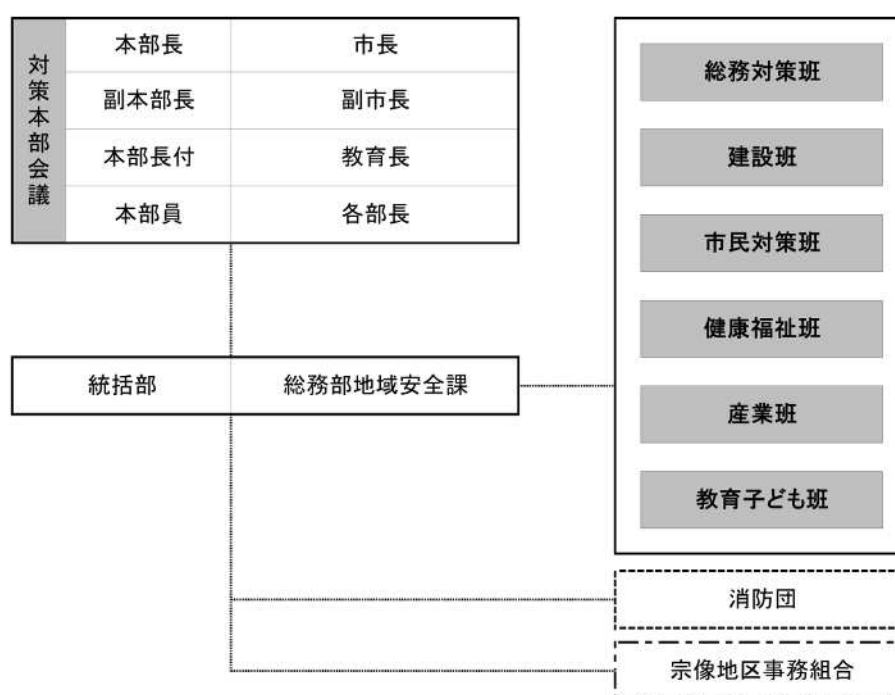 対策本部会議
本部長 市長
副本部長 副市長
本部長付 教育長
本部員 各部長
統括部 総務部地域安全課
総務対策班
建設班
市民対策班
健康福祉班
産業班
教育子ども班
消防団
宗像地区事務組合